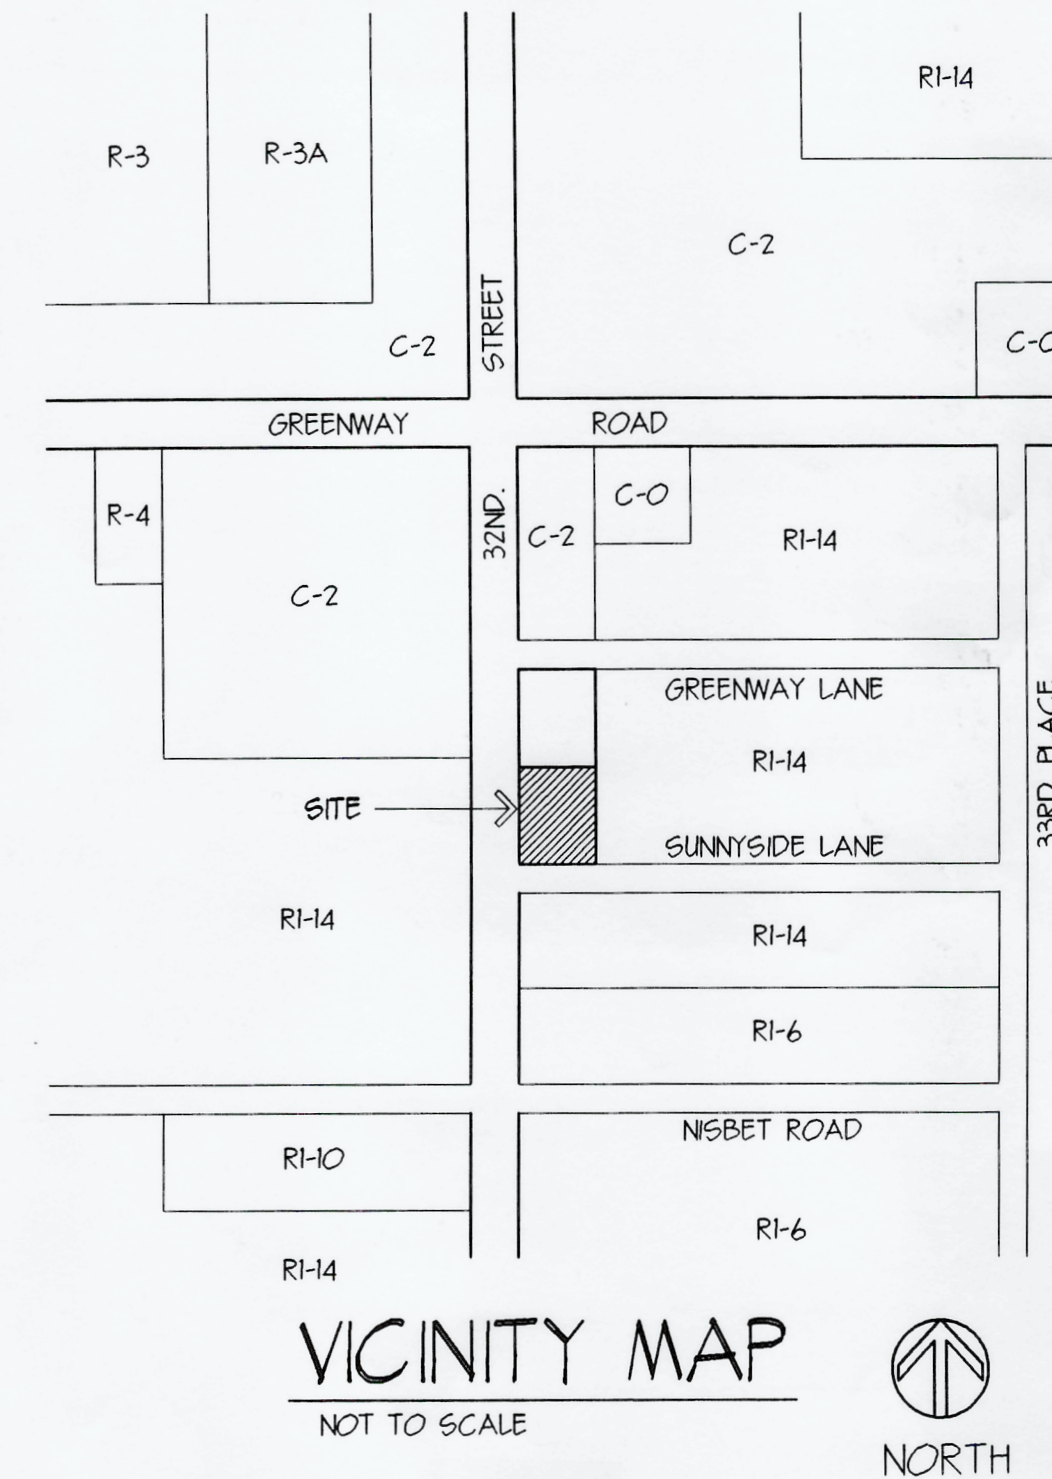 R1-14
R-3
R-3A
C-2
STREET
C-2
C-O
GREENWAY ROAD
R-4
32ND.
C-2
C-O
R1-14
C-2
GREENWAY LANE
R1-14
33RD PLACE
SITE
SUNNYSIDE LANE
R1-14
R1-14
R1-6
NISBET ROAD
R1-10
R1-6
R1-14
VICINITY MAP
NOT TO SCALE
NORTH